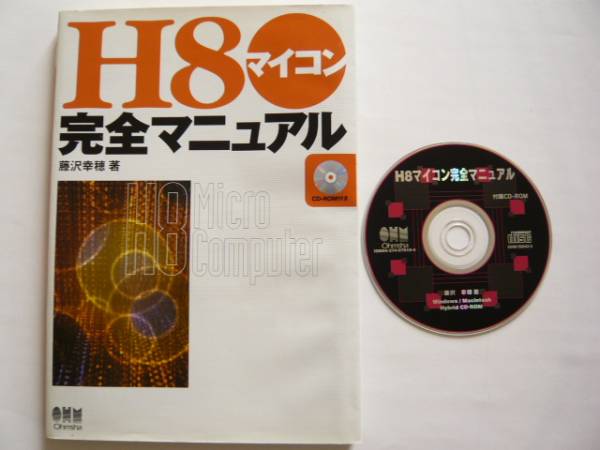 H8マイコン
完全マニュアル
藤沢幸穂 著
CD-ROM付き
H8 Micro
H8 Computer
OHM
Ohmsha
H8マイコン完全マニュアル
付属CD-ROM
OHM
Ohmsha
藤沢 幸穂 著
Windows / Macintosh
Hybrid CD-ROM